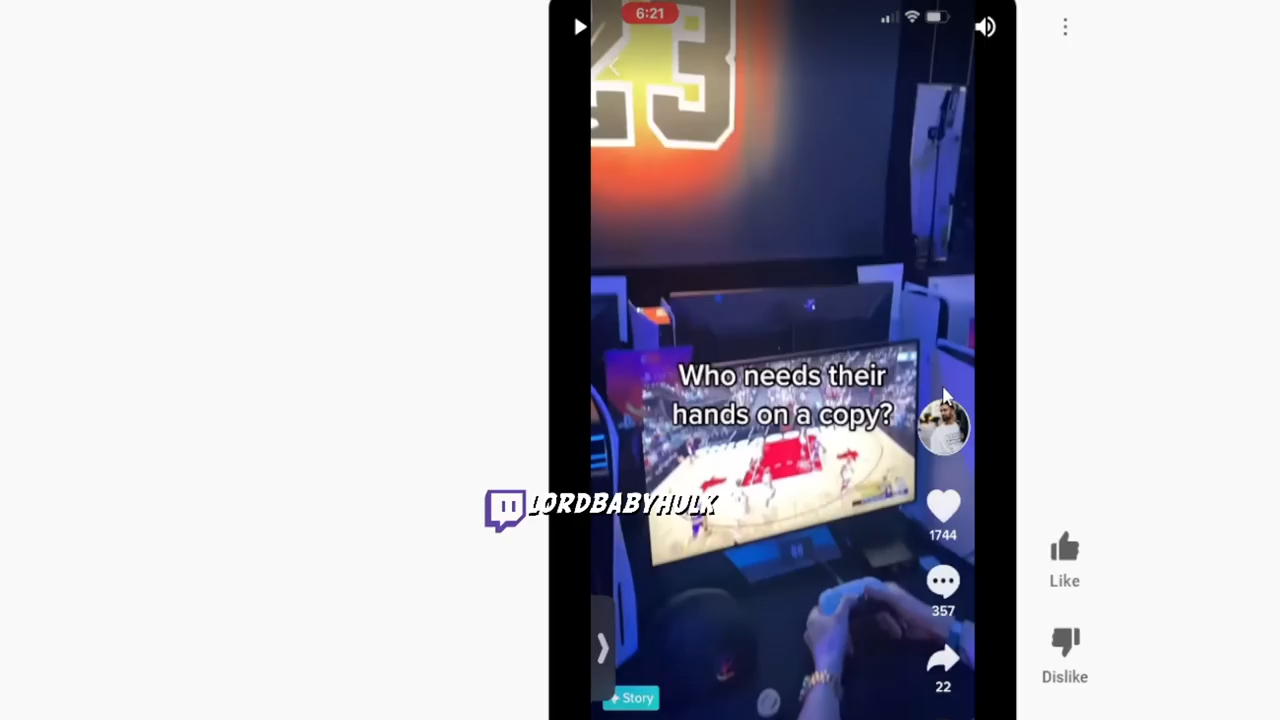 6:21
23
Who needs their
hands on a copy?
LORDBABYHULK
1744
357
22
Story
Like
Dislike